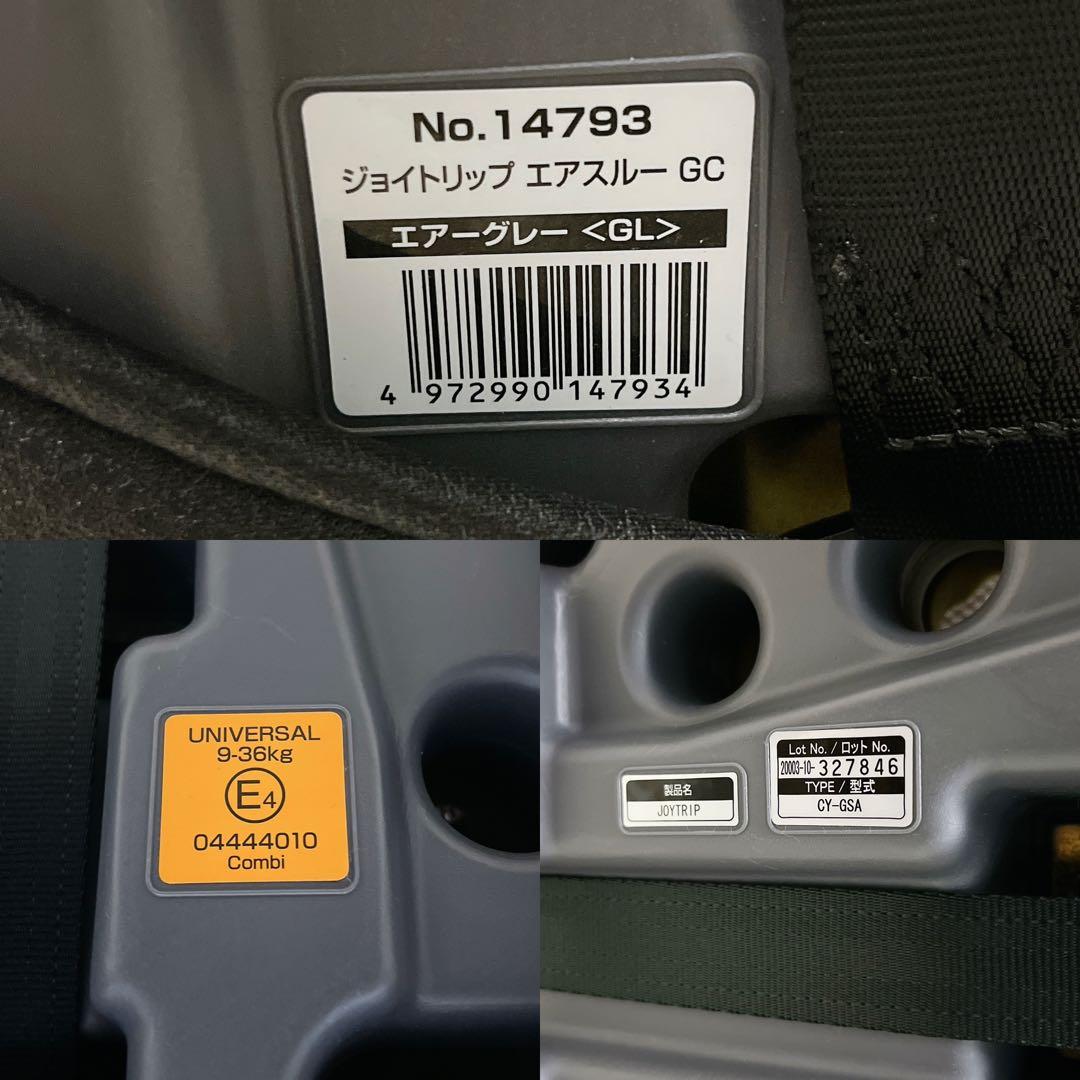 No.14793
ジョイトリップ エアスルー GC
エアーグレー <GL>
4 972990 147934
UNIVERSAL
9-36kg
E4
04444010
Combi
製品名
JOYTRIP
Lot No. / ロット No.
20003-10-327846
TYPE / 型式
CY-GSA